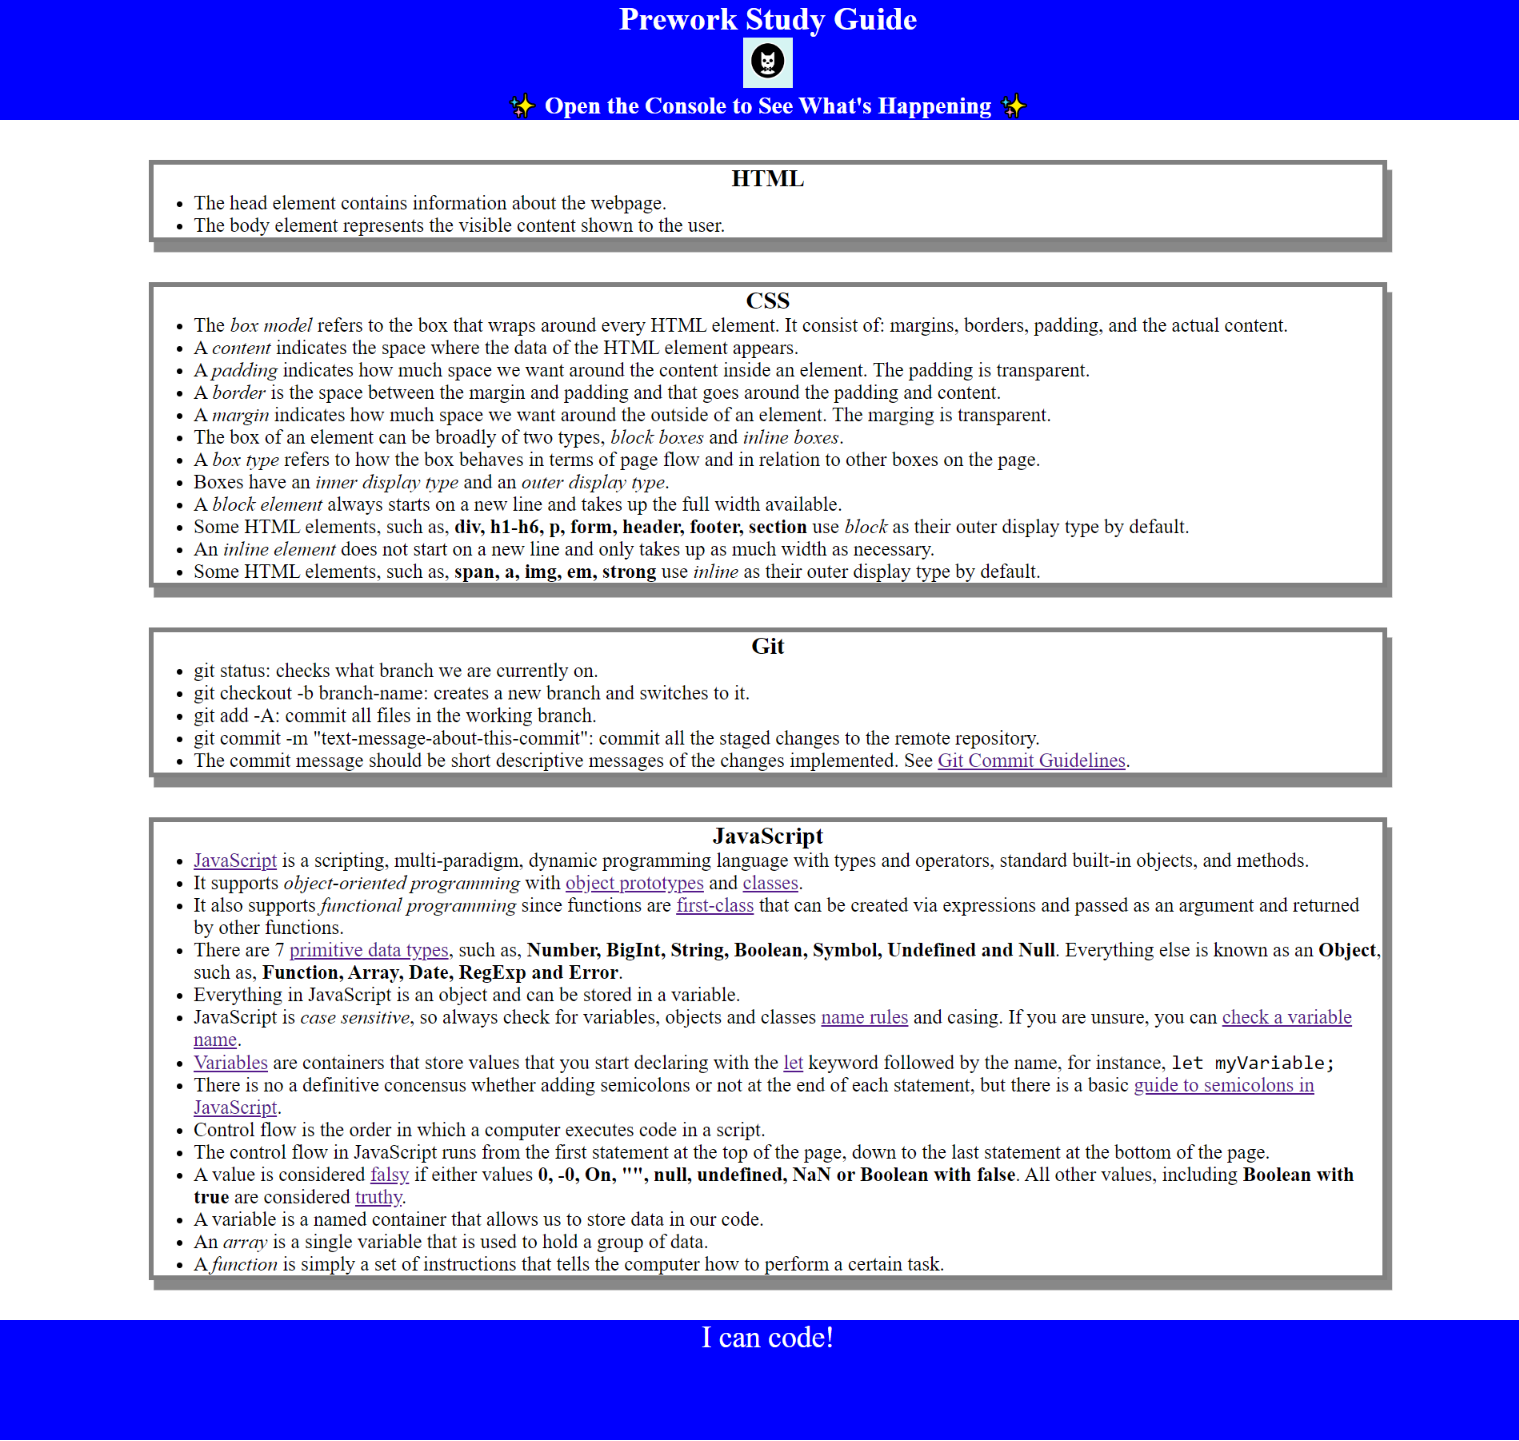 Prework Study Guide
✨ Open the Console to See What's Happening ✨
HTML
• The head element contains information about the webpage.
• The body element represents the visible content shown to the user.
CSS
• The box model refers to the box that wraps around every HTML element. It consist of: margins, borders, padding, and the actual content.
• A content indicates the space where the data of the HTML element appears.
• A padding indicates how much space we want around the content inside an element. The padding is transparent.
• A border is the space between the margin and padding and that goes around the padding and content.
• A margin indicates how much space we want around the outside of an element. The marging is transparent.
• The box of an element can be broadly of two types, block boxes and inline boxes.
• A box type refers to how the box behaves in terms of page flow and in relation to other boxes on the page.
• Boxes have an inner display type and an outer display type.
• A block element always starts on a new line and takes up the full width available.
• Some HTML elements, such as, div, h1-h6, p, form, header, footer, section use block as their outer display type by default.
• An inline element does not start on a new line and only takes up as much width as necessary.
• Some HTML elements, such as, span, a, img, em, strong use inline as their outer display type by default.
Git
• git status: checks what branch we are currently on.
• git checkout -b branch-name: creates a new branch and switches to it.
• git add -A: commit all files in the working branch.
• git commit -m "text-message-about-this-commit": commit all the staged changes to the remote repository.
• The commit message should be short descriptive messages of the changes implemented. See Git Commit Guidelines.
JavaScript
• JavaScript is a scripting, multi-paradigm, dynamic programming language with types and operators, standard built-in objects, and methods.
• It supports object-oriented programming with object prototypes and classes.
• It also supports functional programming since functions are first-class that can be created via expressions and passed as an argument and returned
by other functions.
• There are 7 primitive data types, such as, Number, BigInt, String, Boolean, Symbol, Undefined and Null. Everything else is known as an Object,
such as, Function, Array, Date, RegExp and Error.
• Everything in JavaScript is an object and can be stored in a variable.
• JavaScript is case sensitive, so always check for variables, objects and classes name rules and casing. If you are unsure, you can check a variable
name.
• Variables are containers that store values that you start declaring with the let keyword followed by the name, for instance, let myVariable;
• There is no a definitive concensus whether adding semicolons or not at the end of each statement, but there is a basic guide to semicolons in
JavaScript.
• Control flow is the order in which a computer executes code in a script.
• The control flow in JavaScript runs from the first statement at the top of the page, down to the last statement at the bottom of the page.
• A value is considered falsy if either values 0, -0, On, "", null, undefined, NaN or Boolean with false. All other values, including Boolean with
true are considered truthy.
• A variable is a named container that allows us to store data in our code.
• An array is a single variable that is used to hold a group of data.
• A function is simply a set of instructions that tells the computer how to perform a certain task.
I can code!